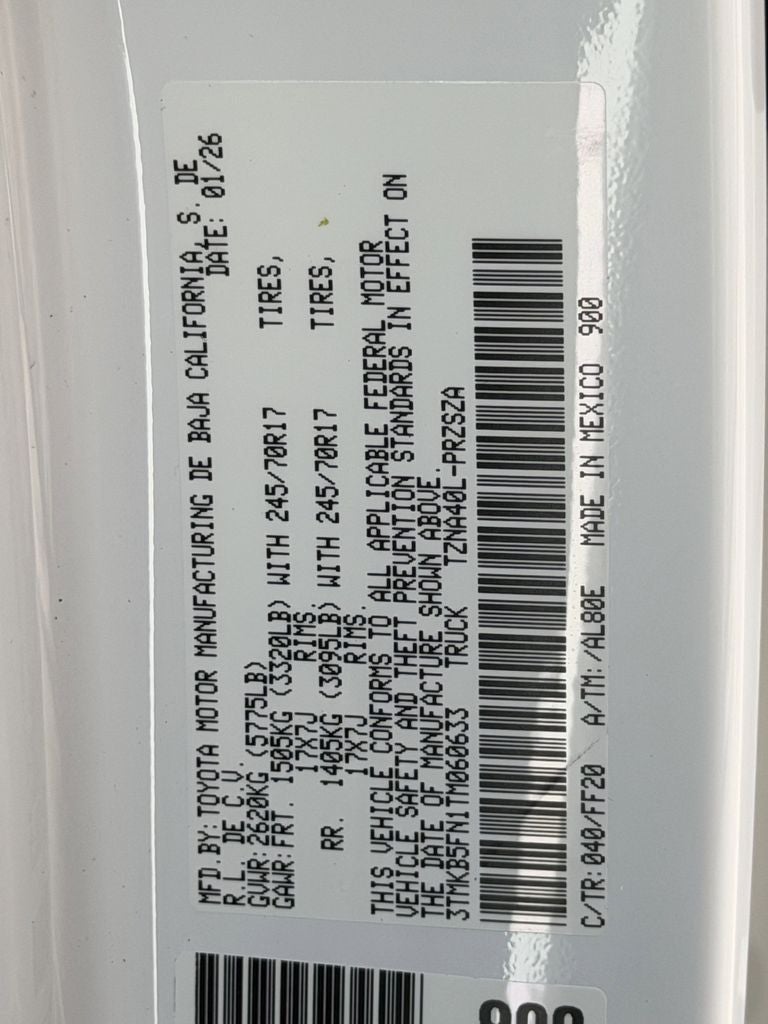 MFD.BY:TOYOTA MOTOR MANUFACTURING DE BAJA CALIFORNIA, S. DE
R.L. DE C.V. DATE: 01/26
GVWR:2620KG (5775LB)
GAWR:FRT. 1505KG (3320LB) WITH 245/70R17 TIRES,
17X7J RIMS.
RR. 1405KG (3095LB) WITH 245/70R17 TIRES,
17X7J RIMS.
THIS VEHICLE CONFORMS TO ALL APPLICABLE FEDERAL MOTOR
VEHICLE SAFETY AND THEFT PREVENTION STANDARDS IN EFFECT ON
THE DATE OF MANUFACTURE SHOWN ABOVE.
3TMKB5FN1TM060633 TRUCK TZNA40L-PRZSZA
C/TR:040/FF20 A/TM:/AL80E MADE IN MEXICO 900